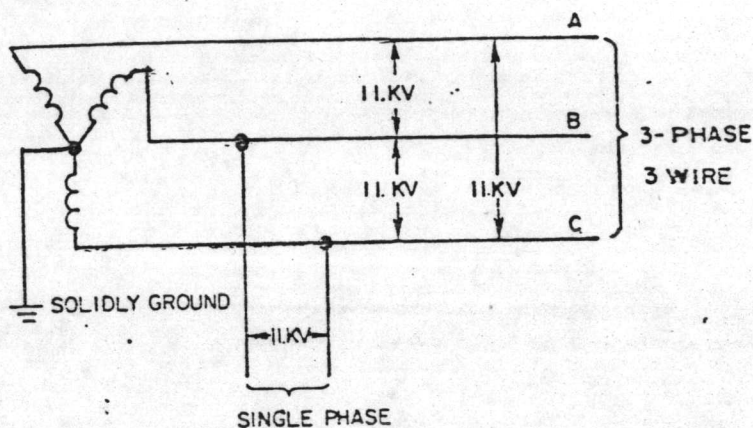 A
11.KV
B
3-PHASE
3 WIRE
11.KV
11.KV
C
SOLIDLY GROUND
11.KV
SINGLE PHASE